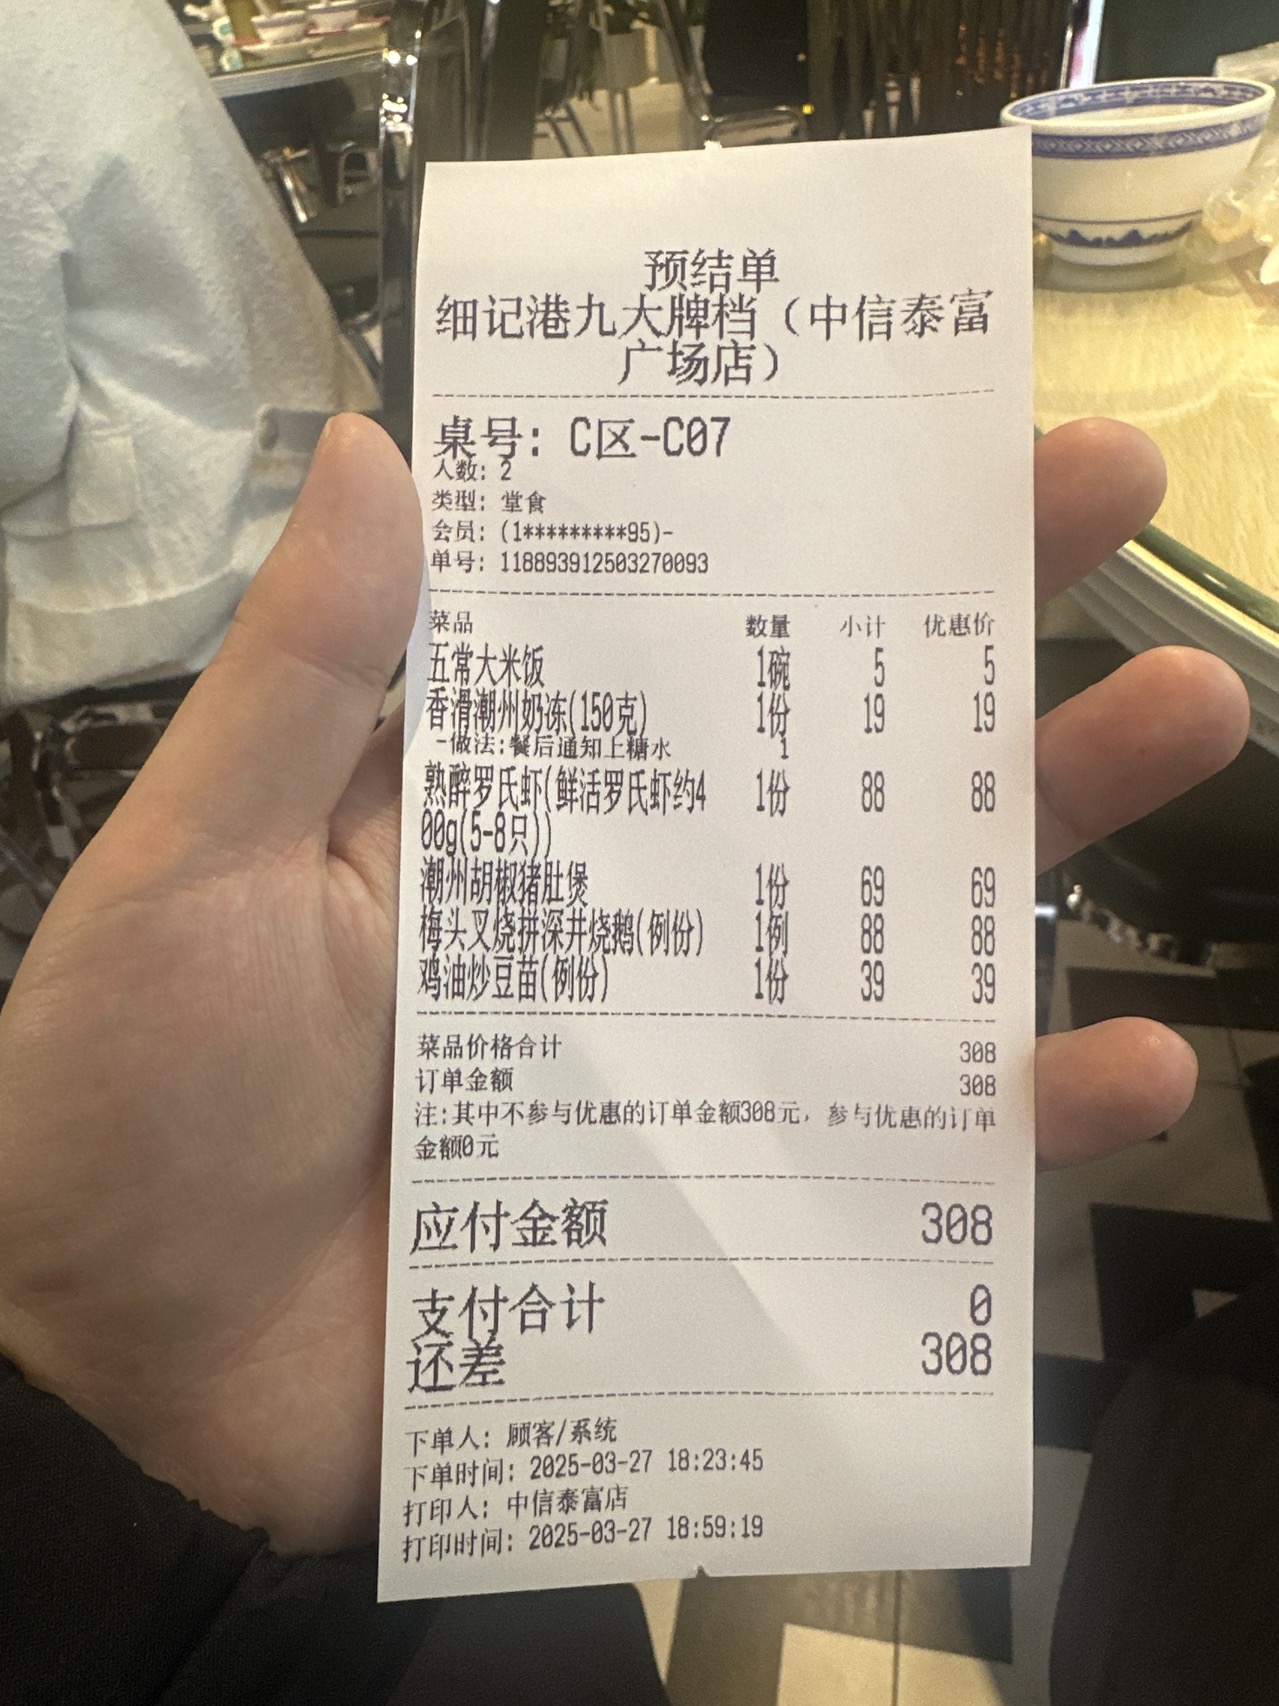 预结单
细记港九大牌档（中信泰富
广场店）
桌号: C区-C07
人数: 2
类型: 堂食
会员: (1*********95)-
单号: 118893912503270093
菜品 数量 小计 优惠价
五常大米饭 1碗 5 5
香滑潮州奶冻(150克) 1份 19 19
-做法:餐后通知上糖水 1
熟醉罗氏虾(鲜活罗氏虾约4 1份 88 88
00g(5-8只))
潮州胡椒猪肚煲 1份 69 69
梅头叉烧拼深井烧鹅(例份) 1例 88 88
鸡油炒豆苗(例份) 1份 39 39
菜品价格合计 308
订单金额 308
注:其中不参与优惠的订单金额308元，参与优惠的订单
金额0元
应付金额 308
支付合计 0
还差 308
下单人: 顾客/系统
下单时间: 2025-03-27 18:23:45
打印人: 中信泰富店
打印时间: 2025-03-27 18:59:19